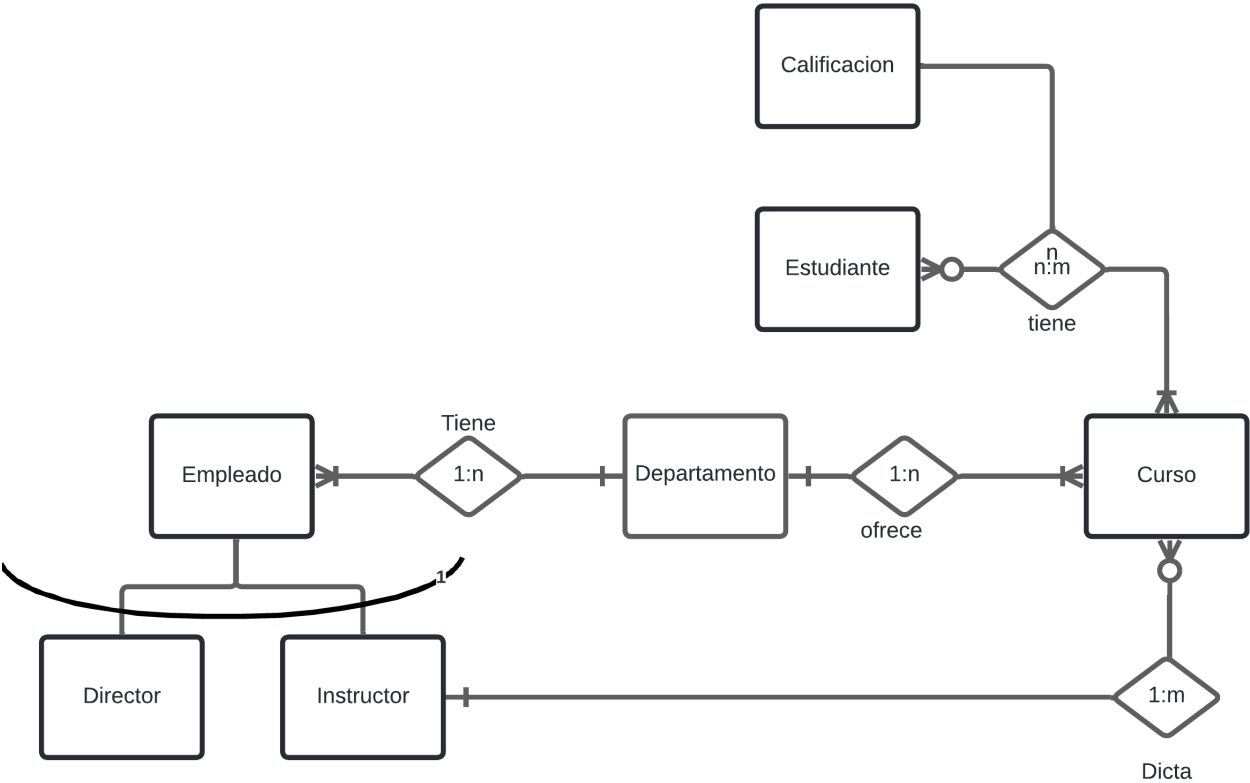 Calificacion
Estudiante
n
n:m
tiene
Tiene
Empleado
1:n
Departamento
1:n
Curso
ofrece
1
Director
Instructor
1:m
Dicta